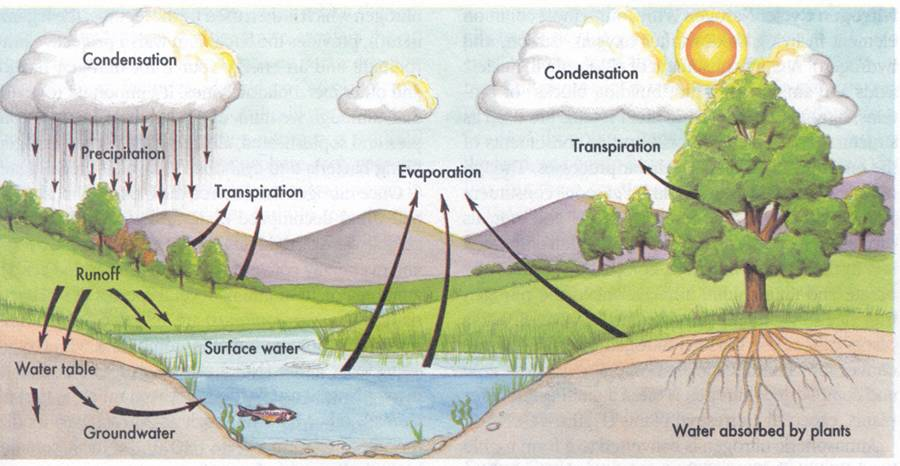 Condensation
Condensation
Precipitation
Transpiration
Evaporation
Transpiration
Runoff
Surface water
Water table
Groundwater
Water absorbed by plants